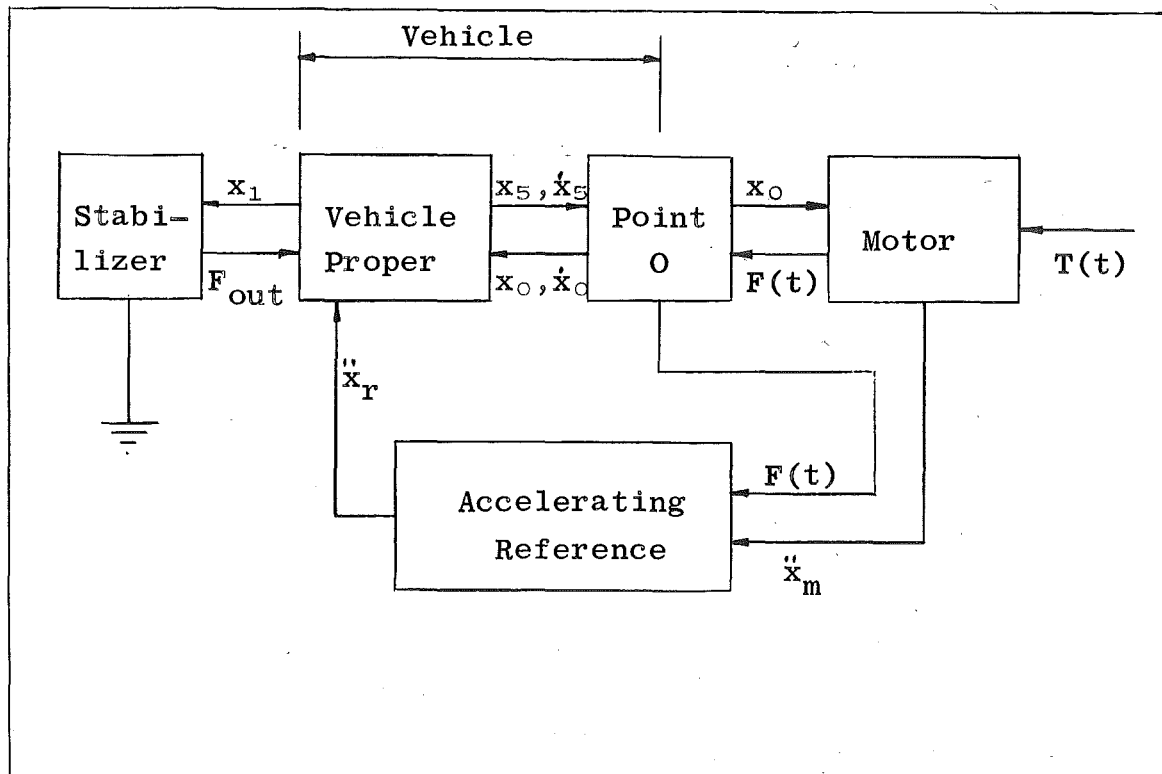 Vehicle
Stabi-
lizer
x₁
F_out
Vehicle
Proper
x₅, ẋ₅
x₀, ẋ₀
Point
O
x₀
F(t)
Motor
T(t)
ẍ_r
Accelerating
Reference
F(t)
ẍ_m